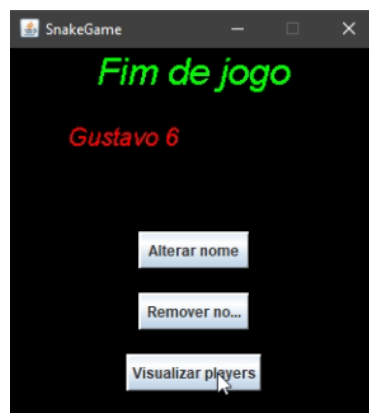 SnakeGame
Fim de jogo
Gustavo 6
Alterar nome
Remover no...
Visualizar players